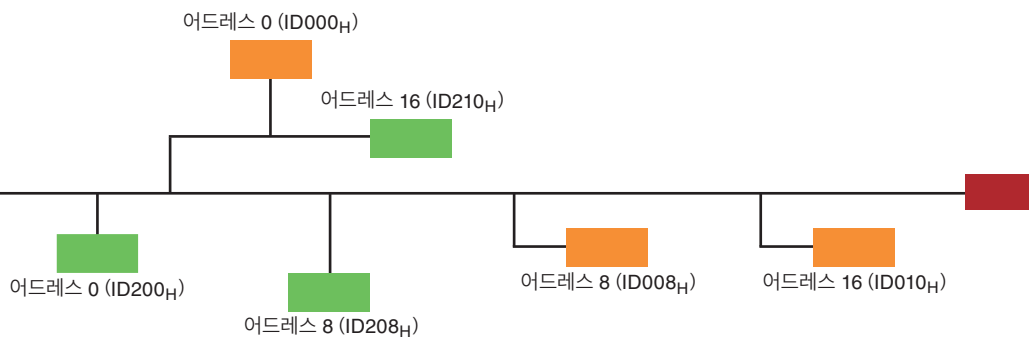 어드레스 0 (ID000H)
어드레스 16 (ID210H)
어드레스 0 (ID200H)
어드레스 8 (ID208H)
어드레스 8 (ID008H)
어드레스 16 (ID010H)